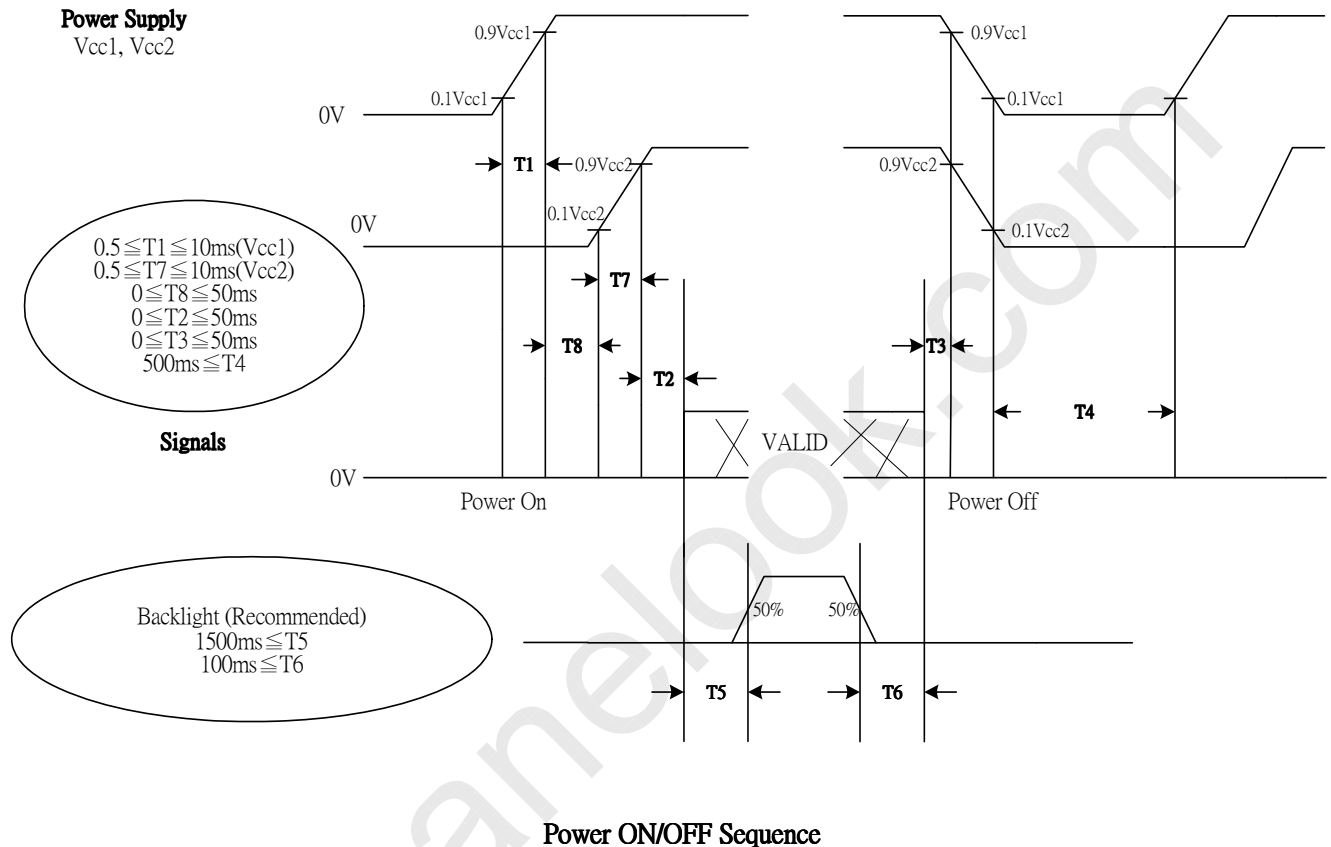 Power Supply
Vcc1, Vcc2
0.9Vcc1
0.9Vcc1
0.1Vcc1
0.1Vcc1
0V
T1
0.9Vcc2
0.9Vcc2
0.1Vcc2
0.1Vcc2
0V
0.5≦T1≦10ms(Vcc1)
0.5≦T7≦10ms(Vcc2)
0≦T8≦50ms
0≦T2≦50ms
0≦T3≦50ms
500ms≦T4
T7
T8
T3
T2
T4
Signals
VALID
0V
Power On
Power Off
Backlight (Recommended)
1500ms≦T5
100ms≦T6
50%
50%
T5
T6
Power ON/OFF Sequence
anelook.com